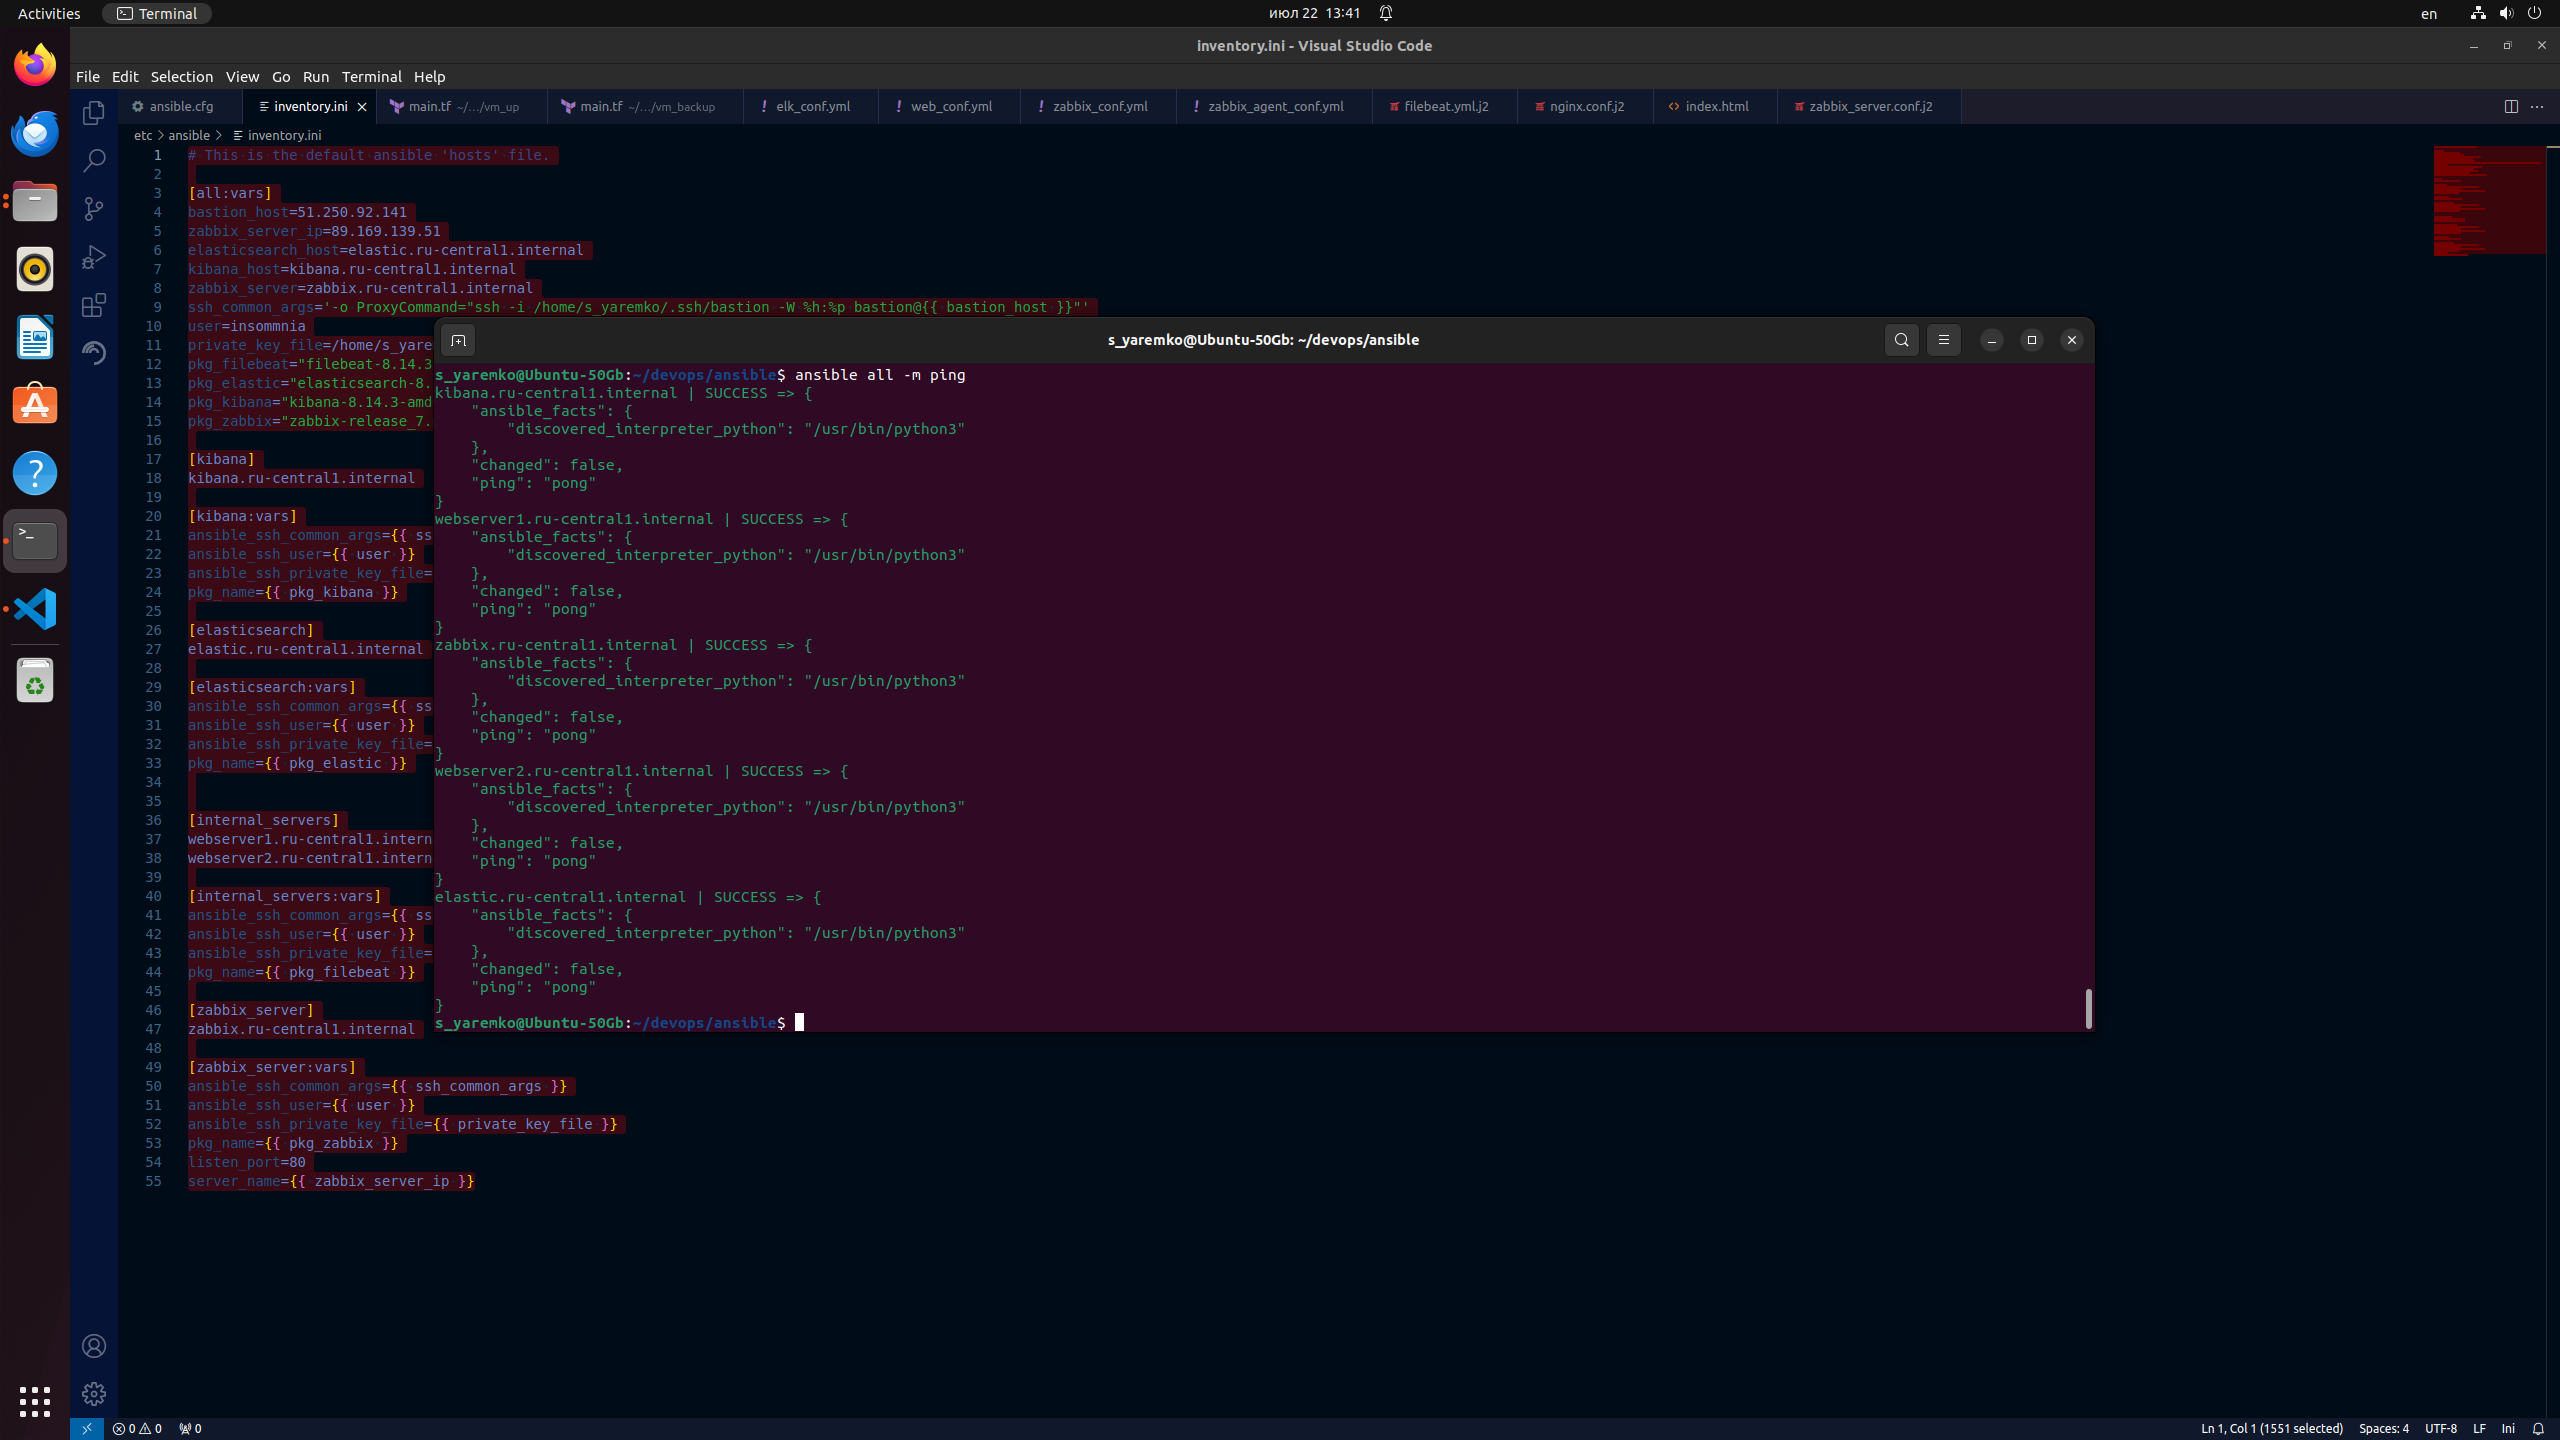 Activities
Terminal
июл 22 13:41
en
inventory.ini - Visual Studio Code
File Edit Selection View Go Run Terminal Help
ansible.cfg
inventory.ini
main.tf ~/.../vm_up
main.tf ~/.../vm_backup
elk_conf.yml
web_conf.yml
zabbix_conf.yml
zabbix_agent_conf.yml
filebeat.yml.j2
nginx.conf.j2
index.html
zabbix_server.conf.j2
etc > ansible > inventory.ini
1 # This is the default ansible 'hosts' file.
2
3 [all:vars]
4 bastion_host=51.250.92.141
5 zabbix_server_ip=89.169.139.51
6 elasticsearch_host=elastic.ru-central1.internal
7 kibana_host=kibana.ru-central1.internal
8 zabbix_server=zabbix.ru-central1.internal
9 ssh_common_args='-o ProxyCommand="ssh -i /home/s_yaremko/.ssh/bastion -W %h:%p bastion@{{ bastion_host }}"'
10 user=insommnia
11 private_key_file=/home/s_yare
12 pkg_filebeat="filebeat-8.14.3
13 pkg_elastic="elasticsearch-8.
14 pkg_kibana="kibana-8.14.3-amd
15 pkg_zabbix="zabbix-release_7.
16
17 [kibana]
18 kibana.ru-central1.internal
19
20 [kibana:vars]
21 ansible_ssh_common_args={{ ss
22 ansible_ssh_user={{ user }}
23 ansible_ssh_private_key_file=
24 pkg_name={{ pkg_kibana }}
25
26 [elasticsearch]
27 elastic.ru-central1.internal
28
29 [elasticsearch:vars]
30 ansible_ssh_common_args={{ ss
31 ansible_ssh_user={{ user }}
32 ansible_ssh_private_key_file=
33 pkg_name={{ pkg_elastic }}
34
35
36 [internal_servers]
37 webserver1.ru-central1.intern
38 webserver2.ru-central1.intern
39
40 [internal_servers:vars]
41 ansible_ssh_common_args={{ ss
42 ansible_ssh_user={{ user }}
43 ansible_ssh_private_key_file=
44 pkg_name={{ pkg_filebeat }}
45
46 [zabbix_server]
47 zabbix.ru-central1.internal
48
49 [zabbix_server:vars]
50 ansible_ssh_common_args={{ ssh_common_args }}
51 ansible_ssh_user={{ user }}
52 ansible_ssh_private_key_file={{ private_key_file }}
53 pkg_name={{ pkg_zabbix }}
54 listen_port=80
55 server_name={{ zabbix_server_ip }}
s_yaremko@Ubuntu-50Gb: ~/devops/ansible
s_yaremko@Ubuntu-50Gb:~/devops/ansible$ ansible all -m ping
kibana.ru-central1.internal | SUCCESS => {
    "ansible_facts": {
        "discovered_interpreter_python": "/usr/bin/python3"
    },
    "changed": false,
    "ping": "pong"
}
webserver1.ru-central1.internal | SUCCESS => {
    "ansible_facts": {
        "discovered_interpreter_python": "/usr/bin/python3"
    },
    "changed": false,
    "ping": "pong"
}
zabbix.ru-central1.internal | SUCCESS => {
    "ansible_facts": {
        "discovered_interpreter_python": "/usr/bin/python3"
    },
    "changed": false,
    "ping": "pong"
}
webserver2.ru-central1.internal | SUCCESS => {
    "ansible_facts": {
        "discovered_interpreter_python": "/usr/bin/python3"
    },
    "changed": false,
    "ping": "pong"
}
elastic.ru-central1.internal | SUCCESS => {
    "ansible_facts": {
        "discovered_interpreter_python": "/usr/bin/python3"
    },
    "changed": false,
    "ping": "pong"
}
s_yaremko@Ubuntu-50Gb:~/devops/ansible$
0 0 0
Ln 1, Col 1 (1551 selected) Spaces: 4 UTF-8 LF Ini